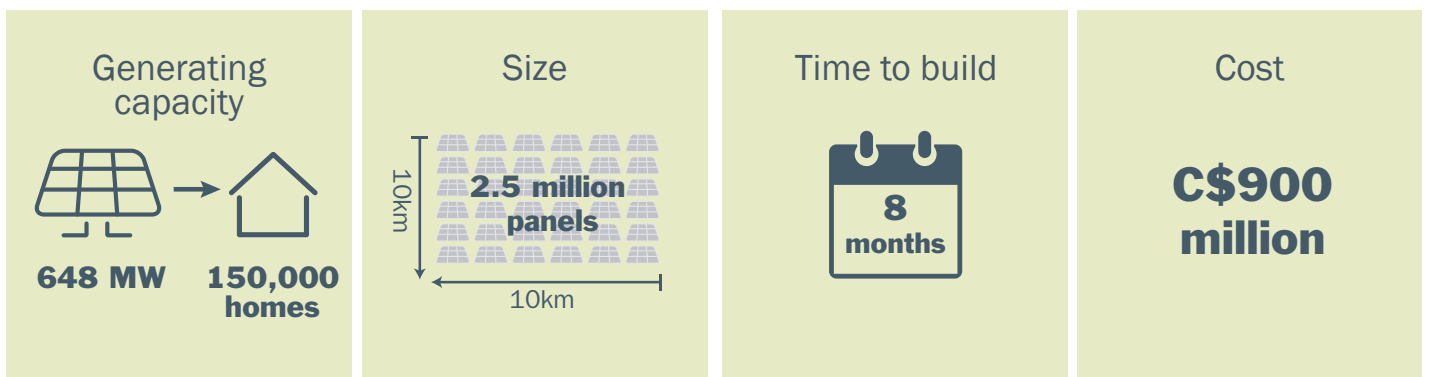 Generating
capacity
648 MW
150,000
homes
Size
10km
2.5 million
panels
10km
Time to build
8
months
Cost
C$900
million